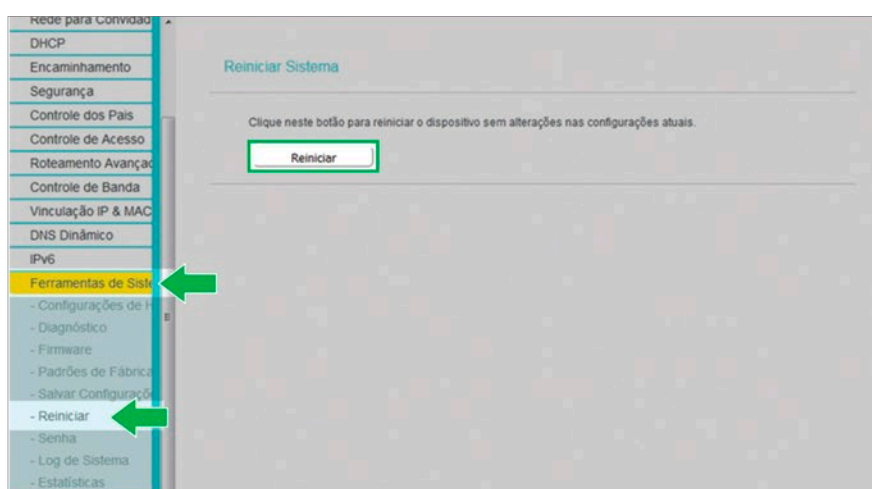 Rede para Convidad
DHCP
Encaminhamento
Segurança
Controle dos Pais
Controle de Acesso
Roteamento Avançad
Controle de Banda
Vinculação IP & MAC
DNS Dinâmico
IPv6
Ferramentas de Siste
- Configurações de H
- Diagnóstico
- Firmware
- Padrões de Fábrica
- Salvar Configuraçõe
- Reiniciar
- Senha
- Log de Sistema
- Estatísticas
Reiniciar Sistema
Clique neste botão para reiniciar o dispositivo sem alterações nas configurações atuais.
Reiniciar